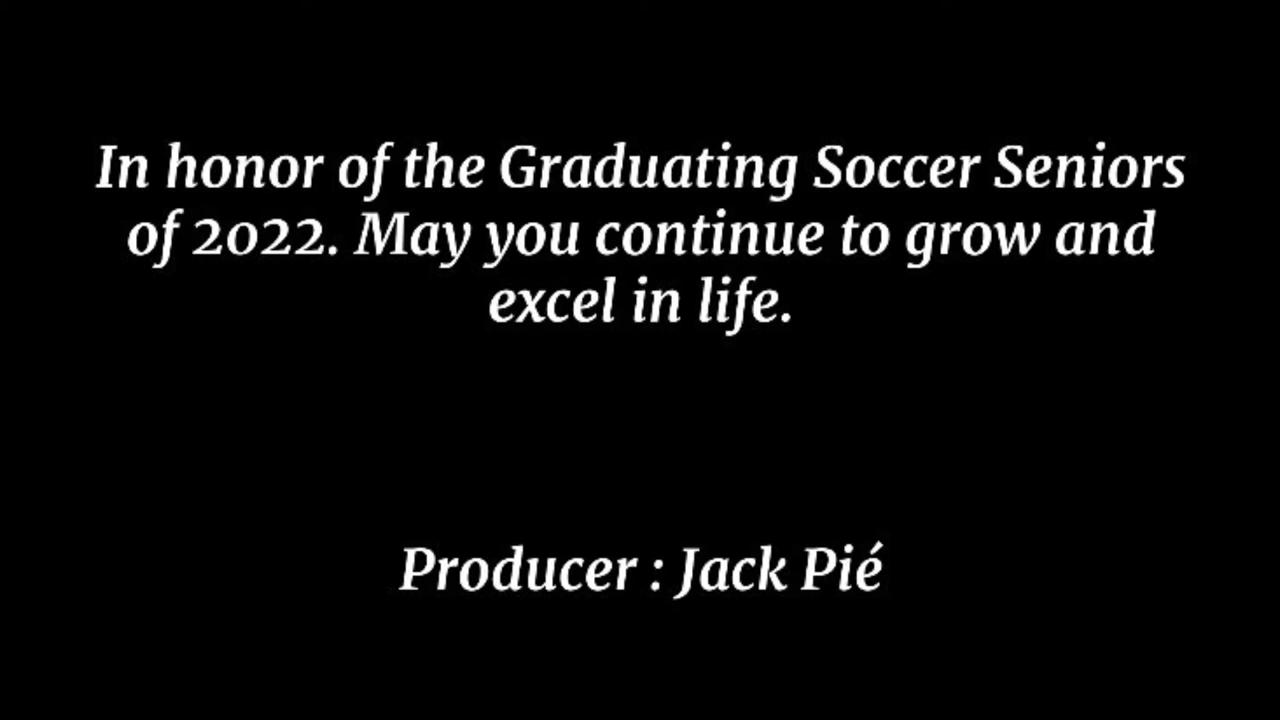 In honor of the Graduating Soccer Seniors
of 2022. May you continue to grow and
excel in life.
Producer : Jack Pié